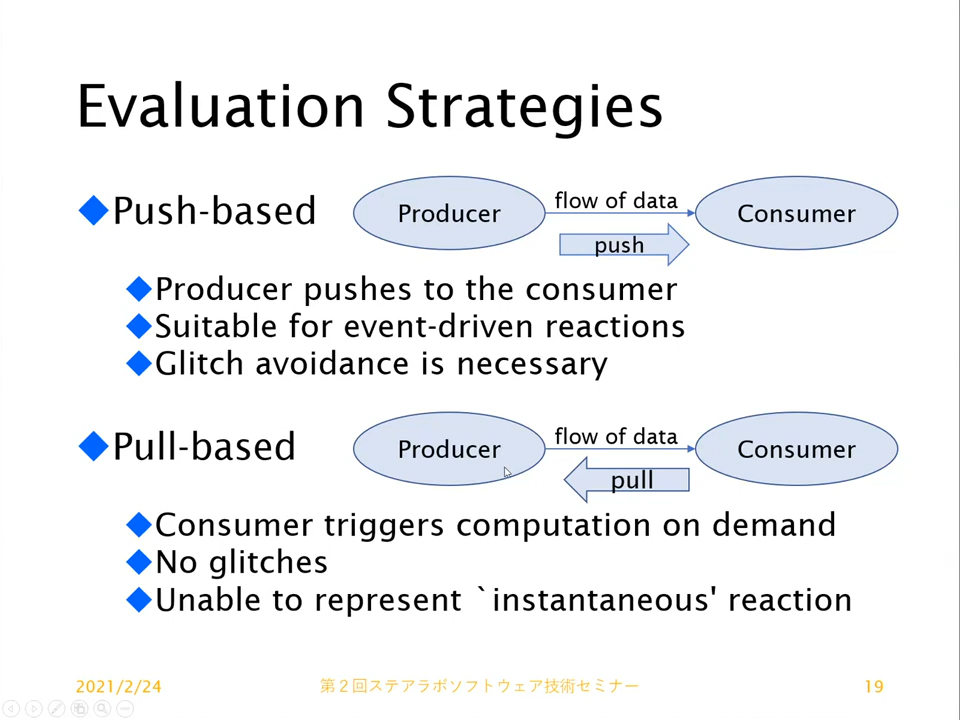 Evaluation Strategies
Push-based
Producer
flow of data
Consumer
push
Producer pushes to the consumer
Suitable for event-driven reactions
Glitch avoidance is necessary
Pull-based
Producer
flow of data
Consumer
pull
Consumer triggers computation on demand
No glitches
Unable to represent `instantaneous' reaction
2021/2/24
第２回ステアラボソフトウェア技術セミナー
19